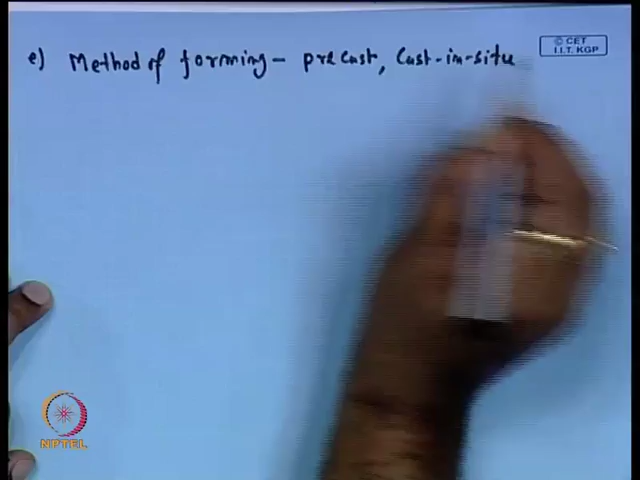 © CET
I.I.T. KGP
e) Method of forming - precast, Cast-in-situ
NPTEL